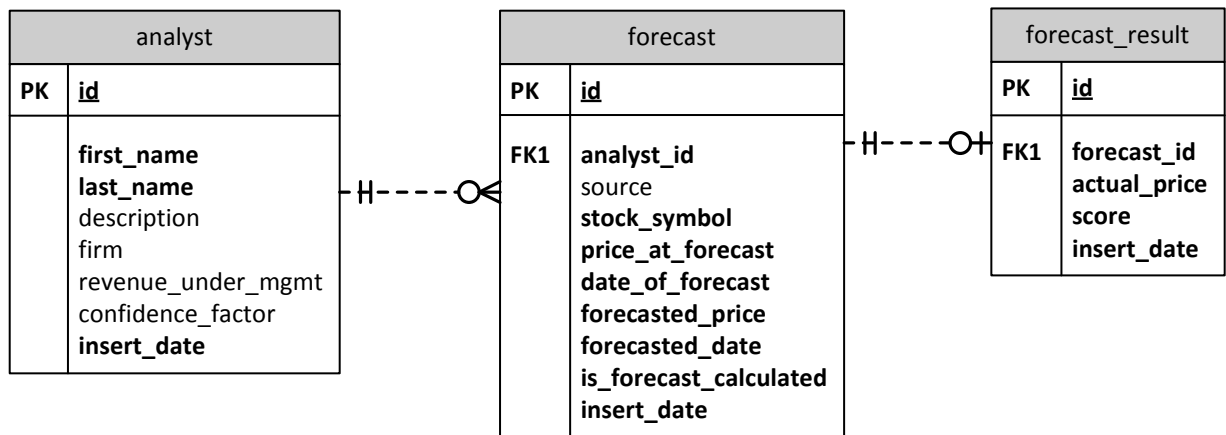 analyst
PK id
first_name
last_name
description
firm
revenue_under_mgmt
confidence_factor
insert_date
forecast
PK id
FK1 analyst_id
source
stock_symbol
price_at_forecast
date_of_forecast
forecasted_price
forecasted_date
is_forecast_calculated
insert_date
forecast_result
PK id
FK1 forecast_id
actual_price
score
insert_date